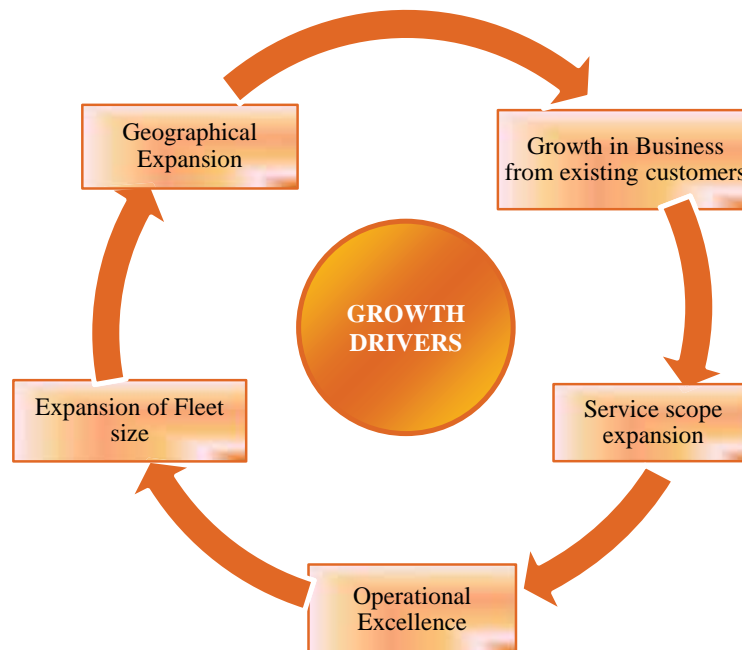 Geographical
Expansion
Growth in Business
from existing customers
GROWTH
DRIVERS
Expansion of Fleet
size
Service scope
expansion
Operational
Excellence